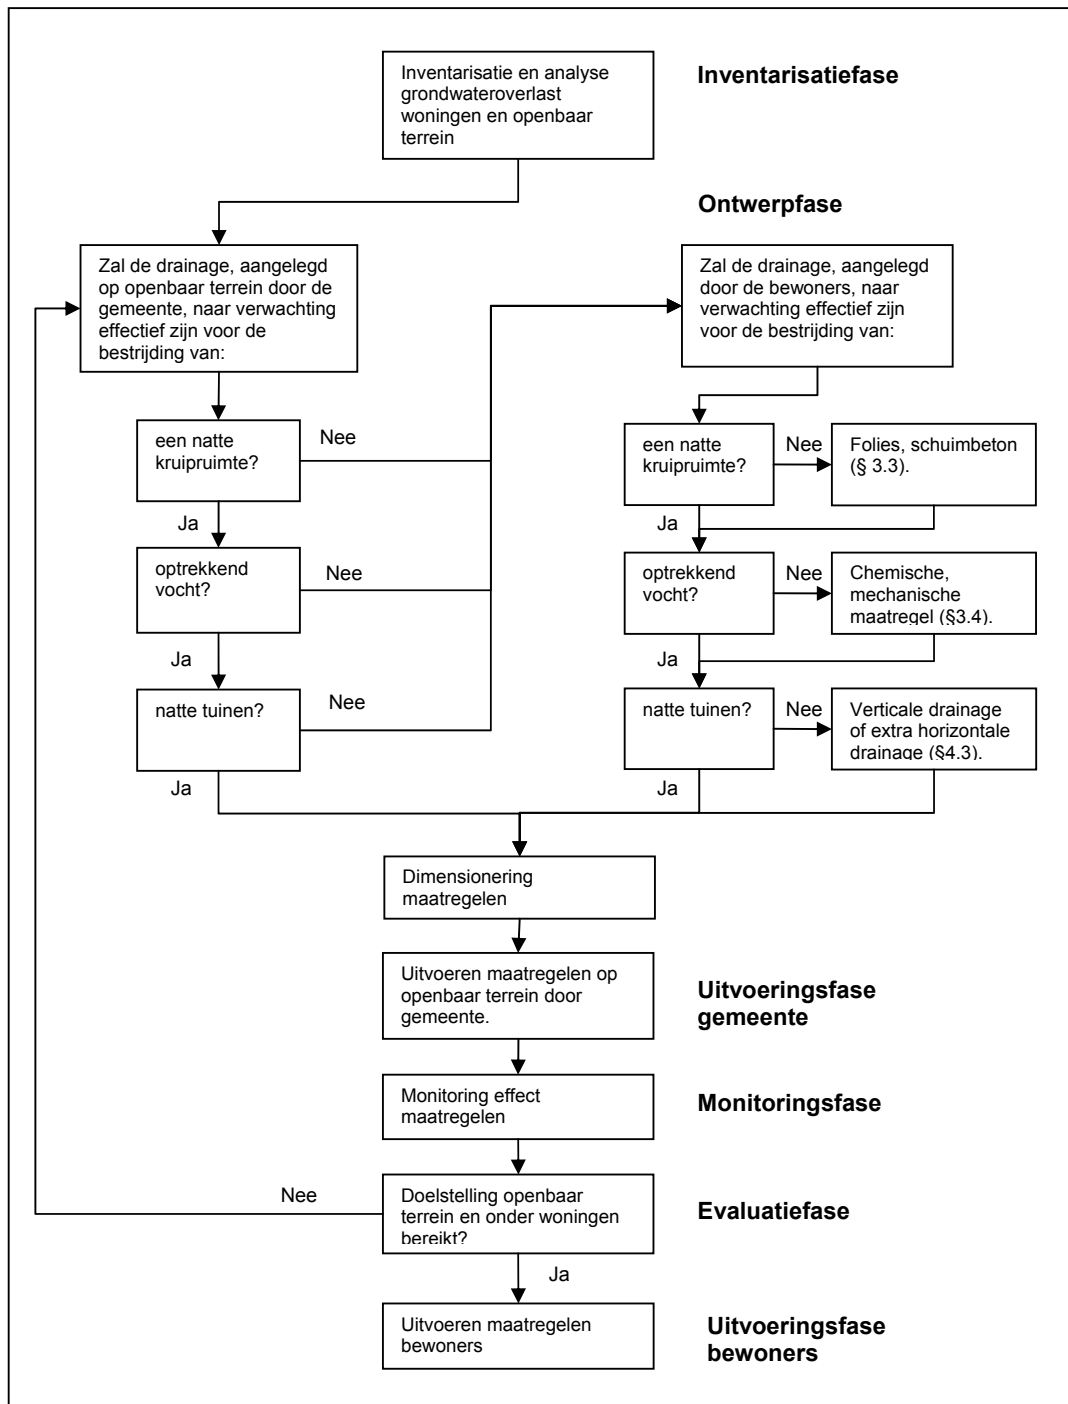 Inventarisatie en analyse
grondwateroverlast
woningen en openbaar
terrein
Inventarisatiefase
Ontwerpfase
Zal de drainage, aangelegd
op openbaar terrein door de
gemeente, naar verwachting
effectief zijn voor de
bestrijding van:
Zal de drainage, aangelegd
door de bewoners, naar
verwachting effectief zijn
voor de bestrijding van:
een natte
kruipruimte?
Nee
Ja
optrekkend
vocht?
Nee
Ja
natte tuinen?
Nee
Ja
een natte
kruipruimte?
Nee
Folies, schuimbeton
(§ 3.3).
Ja
optrekkend
vocht?
Nee
Chemische,
mechanische
maatregel (§3.4).
Ja
natte tuinen?
Nee
Verticale drainage
of extra horizontale
drainage (§4.3).
Ja
Dimensionering
maatregelen
Uitvoeren maatregelen op
openbaar terrein door
gemeente.
Uitvoeringsfase
gemeente
Monitoring effect
maatregelen
Monitoringsfase
Nee
Doelstelling openbaar
terrein en onder woningen
bereikt?
Evaluatiefase
Ja
Uitvoeren maatregelen
bewoners
Uitvoeringsfase
bewoners